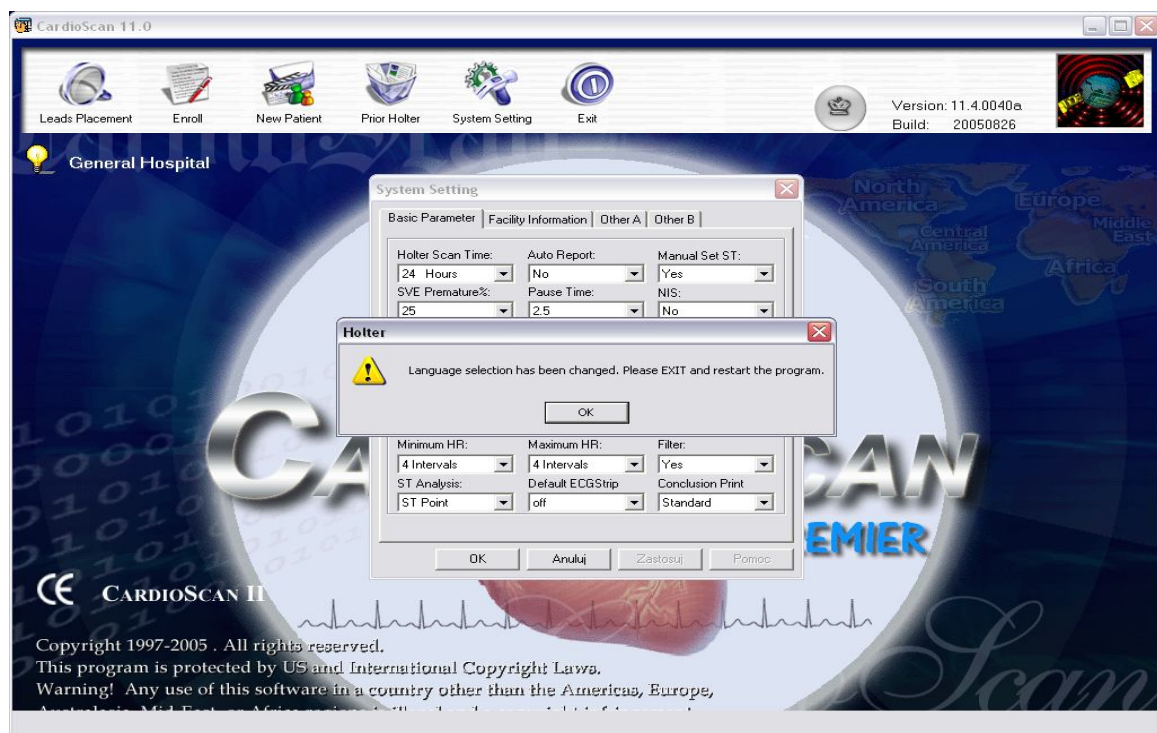 CardioScan 11.0
Leads Placement Enroll New Patient Prior Holter System Setting Exit
Version: 11.4.0040a
Build: 20050826
General Hospital
North America
Europe
Central America
Middle East
Africa
South America
System Setting
Basic Parameter Facility Information Other A Other B
Holter Scan Time: Auto Report: Manual Set ST:
24 Hours No Yes
SVE Premature%: Pause Time: NIS:
25 2.5 No
Holter
Language selection has been changed. Please EXIT and restart the program.
OK
Minimum HR: Maximum HR: Filter:
4 Intervals 4 Intervals Yes
ST Analysis: Default ECGStrip Conclusion Print
ST Point off Standard
OK Anuluj Zastosuj Pomoc
CE CARDIOSCAN II
Copyright 1997-2005 . All rights reserved.
This program is protected by US and International Copyright Laws.
Warning! Any use of this software in a country other than the Americas, Europe,
Scan